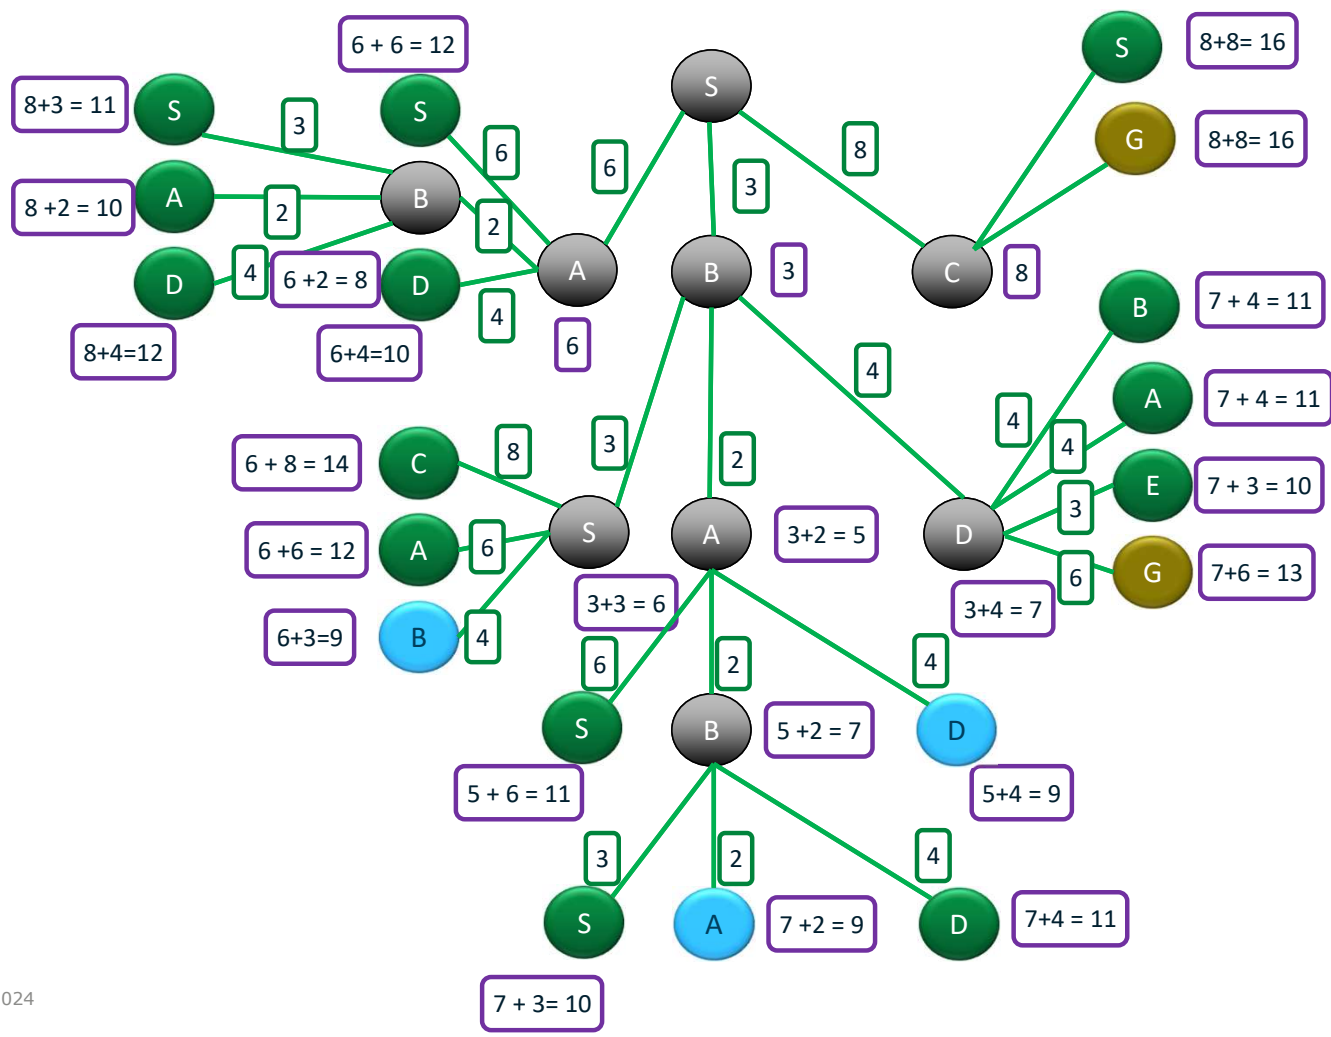 6 + 6 = 12
S
8+8= 16
8+3 = 11
S
S
S
3
6
6
8
G
8+8= 16
8 +2 = 10
A
2
B
2
3
D
4
6 +2 = 8
D
4
A
B
3
C
8
8+4=12
6+4=10
6
B
7 + 4 = 11
4
A
7 + 4 = 11
4
4
6 + 8 = 14
C
8
3
2
E
7 + 3 = 10
3
6 +6 = 12
A
6
S
A
3+2 = 5
D
G
7+6 = 13
6
3+3 = 6
3+4 = 7
6+3=9
B
4
6
2
4
S
B
5 +2 = 7
D
5 + 6 = 11
5+4 = 9
3
2
4
S
A
7 +2 = 9
D
7+4 = 11
024
7 + 3= 10